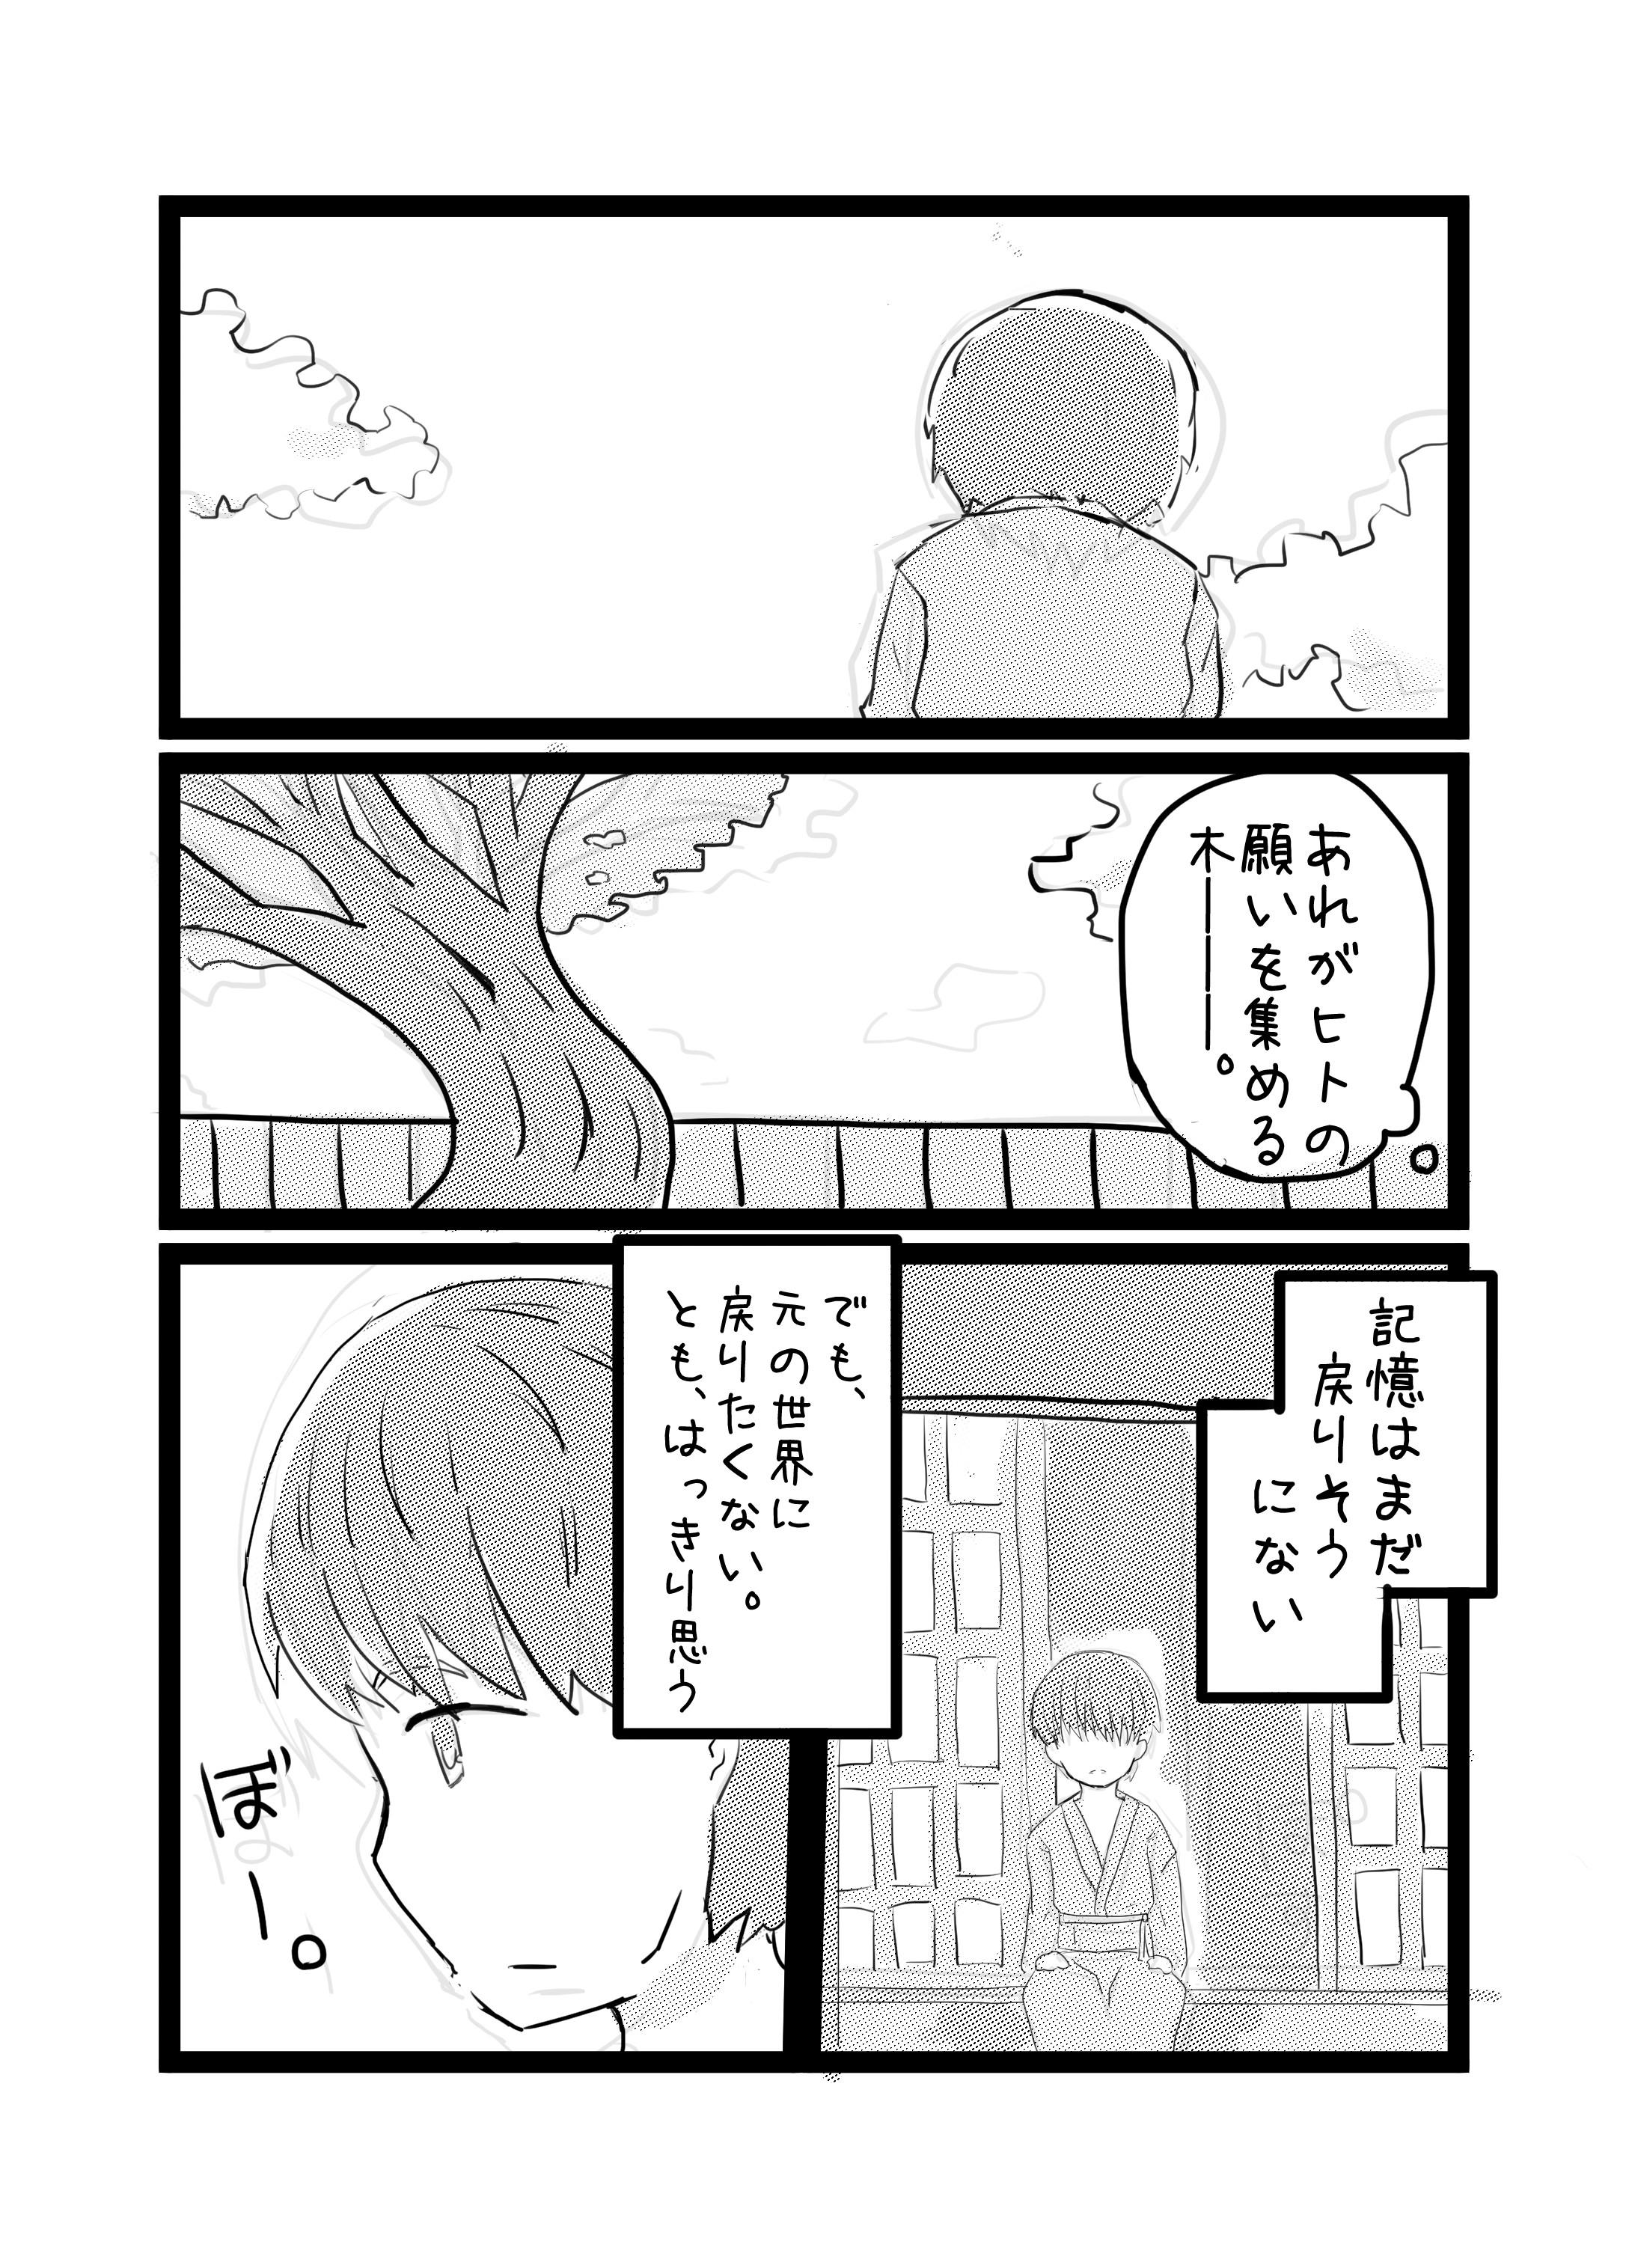 あれがヒトの
願いを集める
木―――。
記憶はまだ
戻りそう
にない
でも、
元の世界に
戻りたくない。
とも、はっきり思う
ぼー。